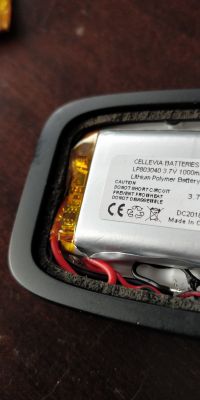 CELLEVIA BATTERIES
LP803040 3.7V 1000m
Lithium Polymer Battery
CAUTION
DO NOT SHORT CIRCUIT
PREVENT FROM HEAT
DO NOT DISASSEMBLE
3.7
CE
DC2018
Made in C